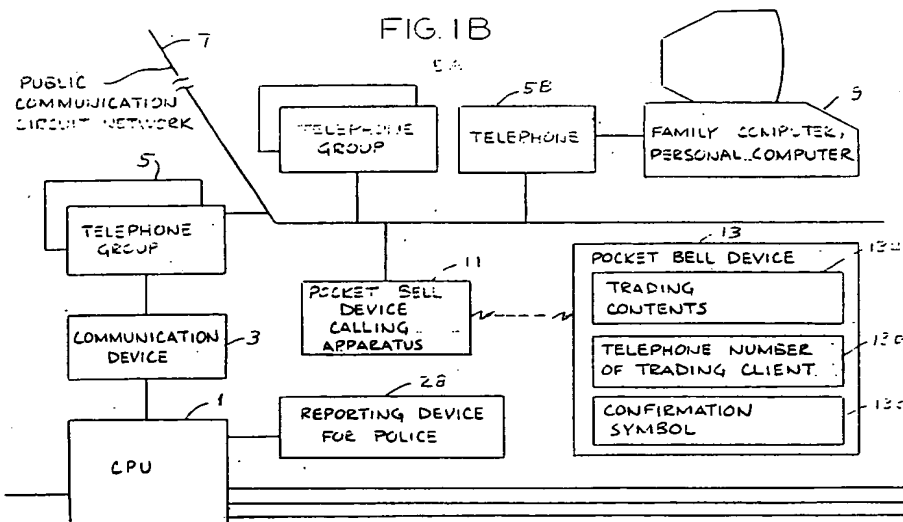 FIG. 1B
7
PUBLIC
COMMUNICATION
CIRCUIT NETWORK
5A
TELEPHONE
GROUP
5B
TELEPHONE
9
FAMILY COMPUTER,
PERSONAL COMPUTER
5
TELEPHONE
GROUP
11
POCKET BELL
DEVICE
CALLING
APPARATUS
13
POCKET BELL DEVICE
TRADING
CONTENTS
TELEPHONE NUMBER
OF TRADING CLIENT
CONFIRMATION
SYMBOL
COMMUNICATION
DEVICE
3
28
REPORTING DEVICE
FOR POLICE
1
CPU